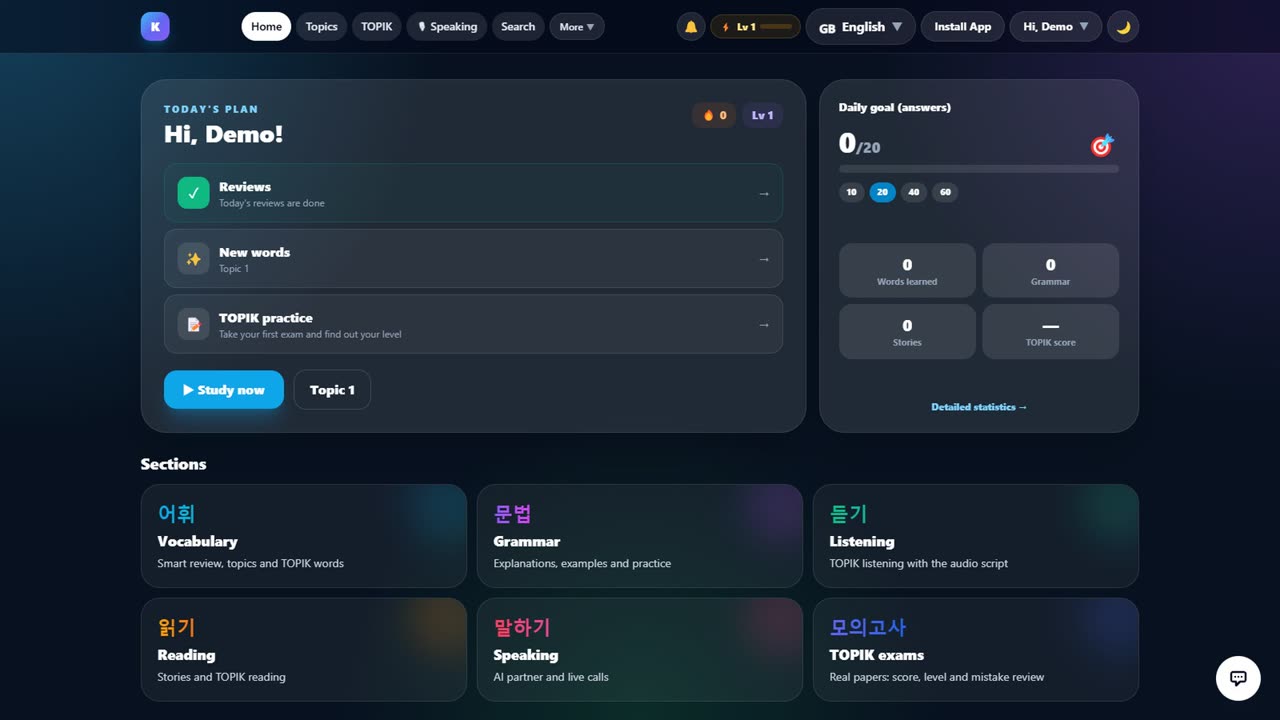 K
Home
Topics
TOPIK
Speaking
Search
More ▼
Lv 1
GB English ▼
Install App
Hi, Demo ▼
TODAY'S PLAN
Hi, Demo!
0
Lv 1
Reviews
Today's reviews are done
→
New words
Topic 1
→
TOPIK practice
Take your first exam and find out your level
→
▶ Study now
Topic 1
Daily goal (answers)
0/20
10
20
40
60
0
Words learned
0
Grammar
0
Stories
—
TOPIK score
Detailed statistics →
Sections
어휘
Vocabulary
Smart review, topics and TOPIK words
문법
Grammar
Explanations, examples and practice
듣기
Listening
TOPIK listening with the audio script
읽기
Reading
Stories and TOPIK reading
말하기
Speaking
AI partner and live calls
모의고사
TOPIK exams
Real papers: score, level and mistake review